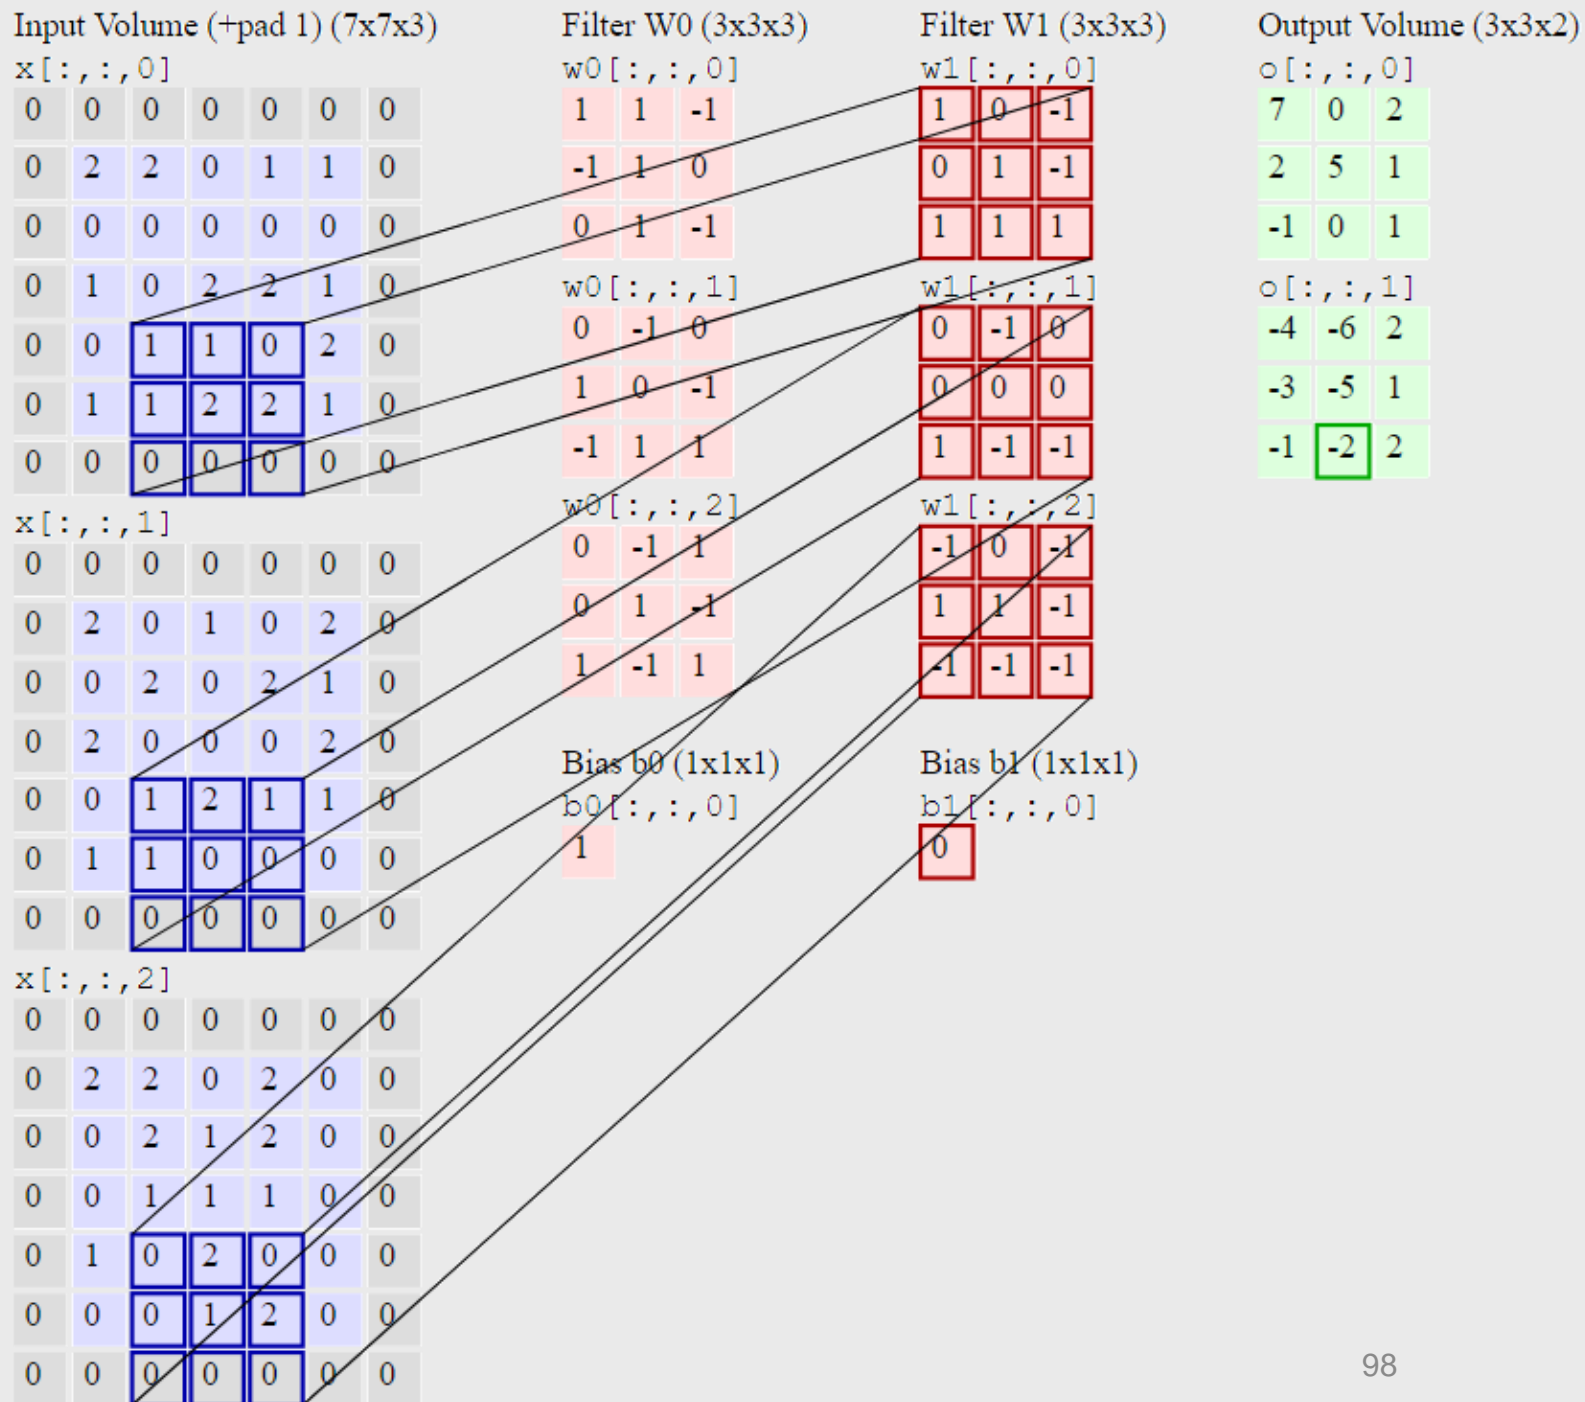 Input Volume (+pad 1) (7x7x3)
x[:,:,0]
0 0 0 0 0 0 0
0 2 2 0 1 1 0
0 0 0 0 0 0 0
0 1 0 2 2 1 0
0 0 1 1 0 2 0
0 1 1 2 2 1 0
0 0 0 0 0 0 0
x[:,:,1]
0 0 0 0 0 0 0
0 2 0 1 0 2 0
0 0 2 0 2 1 0
0 2 0 0 0 2 0
0 0 1 2 1 1 0
0 1 1 0 0 0 0
0 0 0 0 0 0 0
x[:,:,2]
0 0 0 0 0 0 0
0 2 2 0 2 0 0
0 0 2 1 2 0 0
0 0 1 1 1 0 0
0 1 0 2 0 0 0
0 0 0 1 2 0 0
0 0 0 0 0 0 0
Filter W0 (3x3x3)
w0[:,:,0]
1 1 -1
-1 1 0
0 1 -1
w0[:,:,1]
0 -1 0
1 0 -1
-1 1 1
w0[:,:,2]
0 -1 1
0 1 -1
1 -1 1
Bias b0 (1x1x1)
b0[:,:,0]
1
Filter W1 (3x3x3)
w1[:,:,0]
1 0 -1
0 1 -1
1 1 1
w1[:,:,1]
0 -1 0
0 0 0
1 -1 -1
w1[:,:,2]
-1 0 -1
1 1 -1
-1 -1 -1
Bias b1 (1x1x1)
b1[:,:,0]
0
Output Volume (3x3x2)
o[:,:,0]
7 0 2
2 5 1
-1 0 1
o[:,:,1]
-4 -6 2
-3 -5 1
-1 -2 2
98